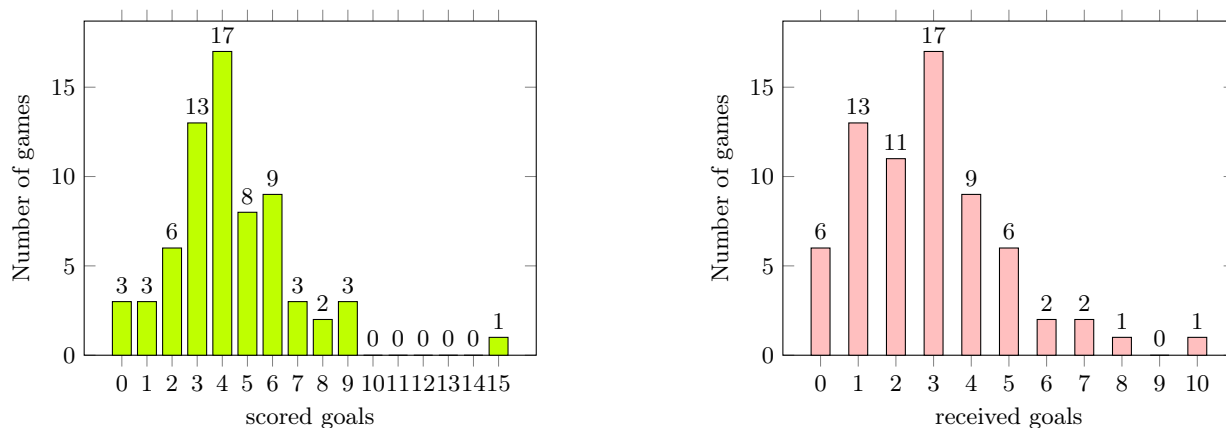 17
13
9
8
6
3 3 3 2 3
0 0 0 0 0 1
15
10
5
0
Number of games
0 1 2 3 4 5 6 7 8 9 10 11 12 13 14 15
scored goals
17
13
11
9
6 6
2 2 1 0 1
15
10
5
0
Number of games
0 1 2 3 4 5 6 7 8 9 10
received goals